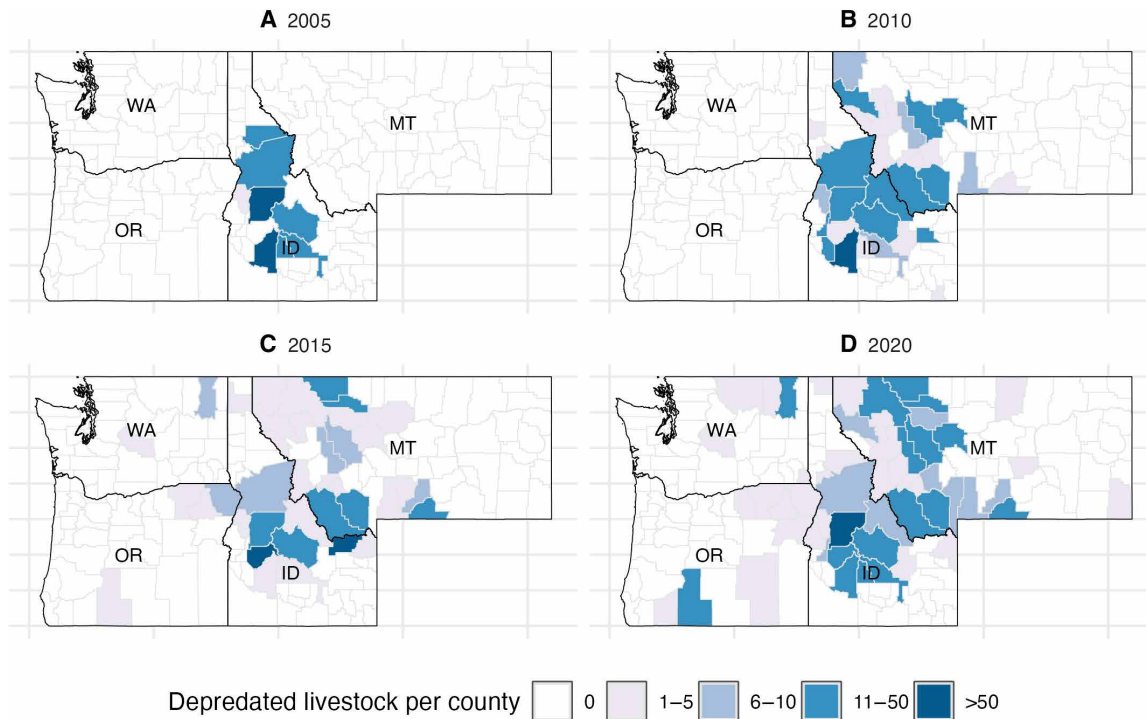 A 2005
B 2010
WA
MT
OR
ID
WA
MT
OR
ID
C 2015
D 2020
WA
MT
OR
ID
WA
MT
OR
ID
Depredated livestock per county 0 1–5 6–10 11–50 >50